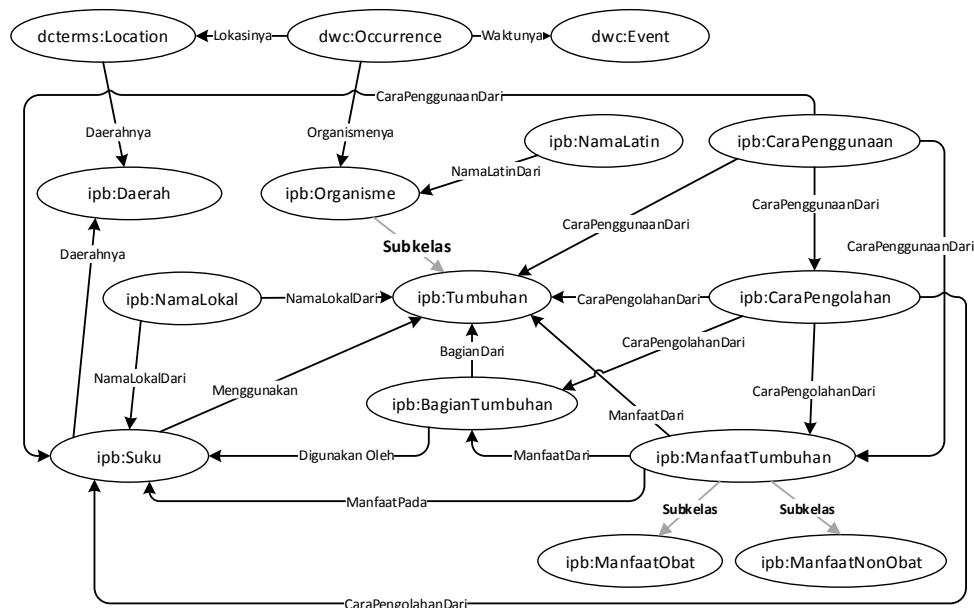 dcterms:Location
Lokasinya
dwc:Occurrence
Waktunya
dwc:Event
CaraPenggunaanDari
Daerahnya
Organismenya
ipb:NamaLatin
ipb:CaraPenggunaan
NamaLatinDari
ipb:Daerah
ipb:Organisme
CaraPenggunaanDari
CaraPenggunaanDari
Subkelas
CaraPenggunaanDari
Daerahnya
ipb:NamaLokal
NamaLokalDari
ipb:Tumbuhan
CaraPengolahanDari
ipb:CaraPengolahan
BagianDari
CaraPengolahanDari
NamaLokalDari
Menggunakan
CaraPengolahanDari
ipb:BagianTumbuhan
ManfaatDari
ipb:Suku
Digunakan Oleh
ManfaatDari
ipb:ManfaatTumbuhan
ManfaatPada
Subkelas
Subkelas
ipb:ManfaatObat
ipb:ManfaatNonObat
CaraPengolahanDari